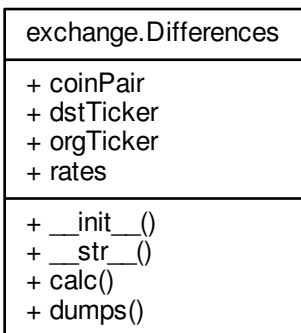 exchange.Differences
+ coinPair
+ dstTicker
+ orgTicker
+ rates
+ __init__()
+ __str__()
+ calc()
+ dumps()